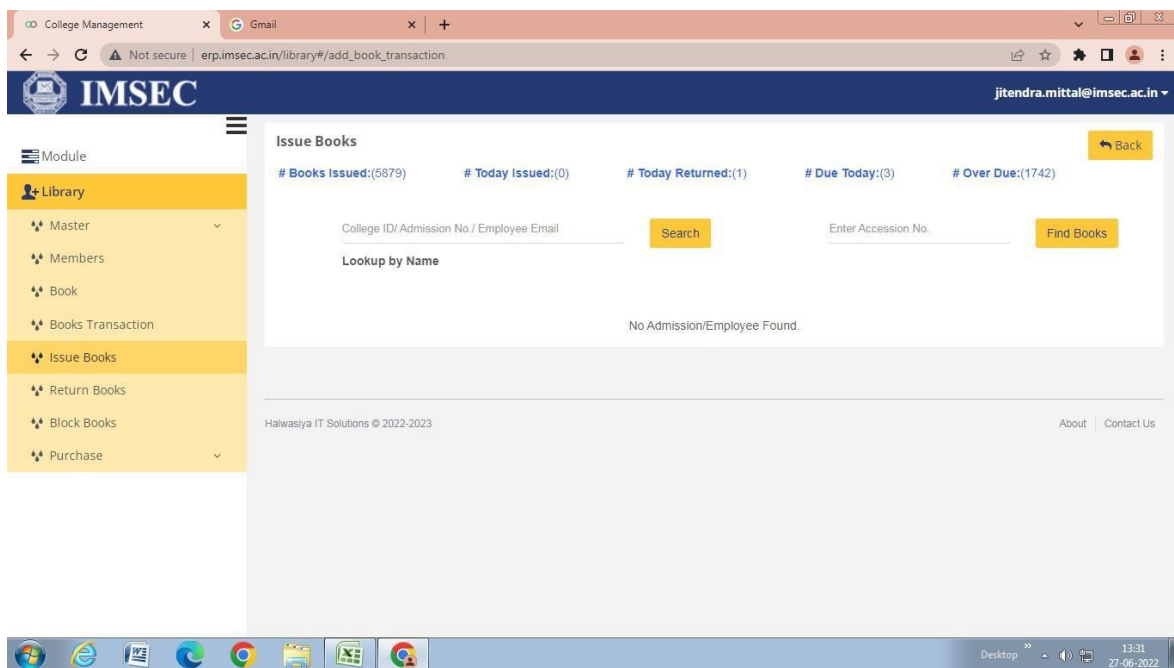 College Management
Gmail
Not secure erp.imsec.ac.in/library#/add_book_transaction
IMSEC
jitendra.mittal@imsec.ac.in
Module
Library
Master
Members
Book
Books Transaction
Issue Books
Return Books
Block Books
Purchase
Issue Books
Back
# Books Issued:(5879) # Today Issued:(0) # Today Returned:(1) # Due Today:(3) # Over Due:(1742)
College ID/ Admission No./ Employee Email Search Enter Accession No. Find Books
Lookup by Name
No Admission/Employee Found.
Halwasiya IT Solutions © 2022-2023 About Contact Us
Desktop 13:31
27-06-2022